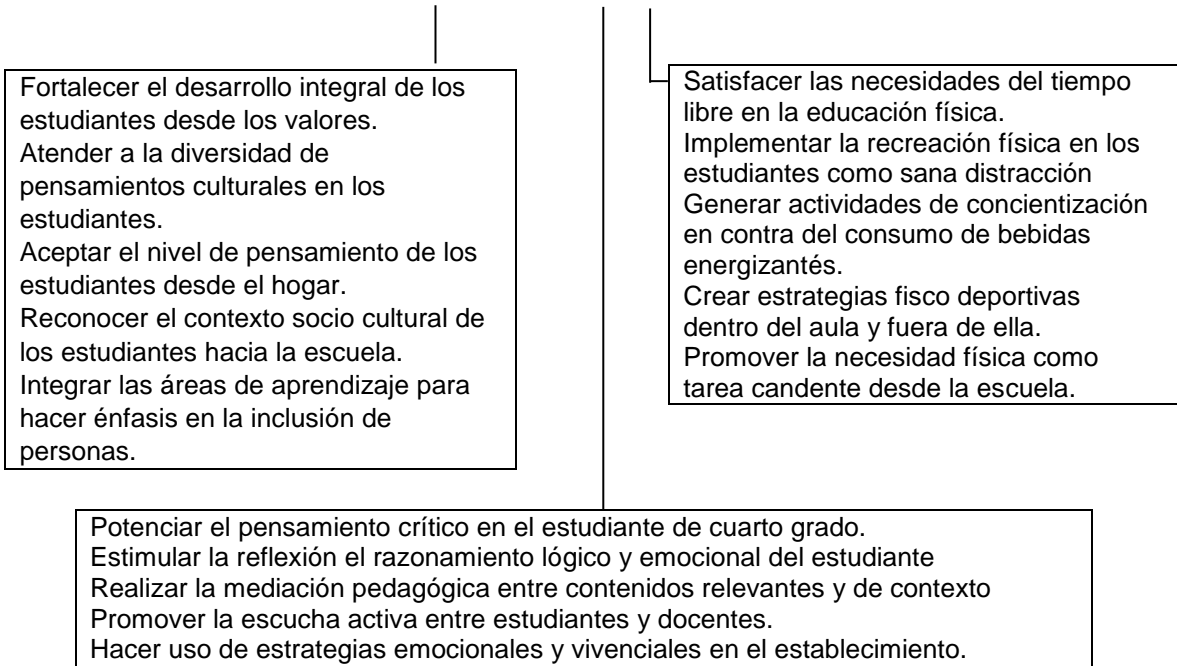 Fortalecer el desarrollo integral de los
estudiantes desde los valores.
Atender a la diversidad de
pensamientos culturales en los
estudiantes.
Aceptar el nivel de pensamiento de los
estudiantes desde el hogar.
Reconocer el contexto socio cultural de
los estudiantes hacia la escuela.
Integrar las áreas de aprendizaje para
hacer énfasis en la inclusión de
personas.
Satisfacer las necesidades del tiempo
libre en la educación física.
Implementar la recreación física en los
estudiantes como sana distracción
Generar actividades de concientización
en contra del consumo de bebidas
energizantés.
Crear estrategias fisco deportivas
dentro del aula y fuera de ella.
Promover la necesidad física como
tarea candente desde la escuela.
Potenciar el pensamiento crítico en el estudiante de cuarto grado.
Estimular la reflexión el razonamiento lógico y emocional del estudiante
Realizar la mediación pedagógica entre contenidos relevantes y de contexto
Promover la escucha activa entre estudiantes y docentes.
Hacer uso de estrategias emocionales y vivenciales en el establecimiento.